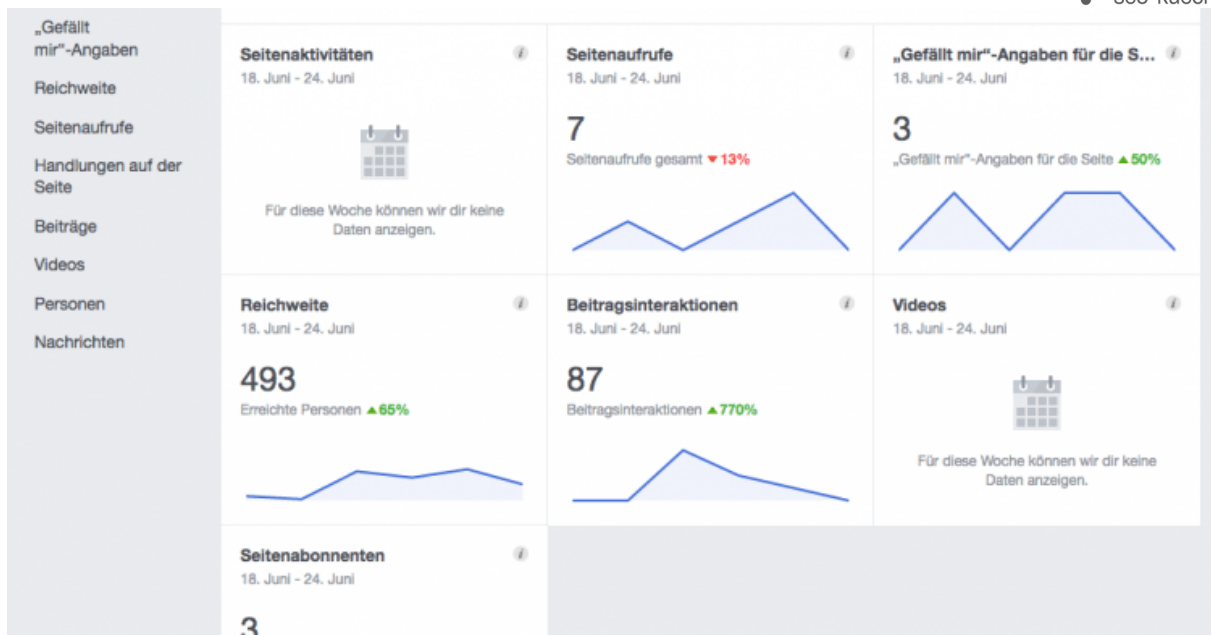 „Gefällt
mir"-Angaben
Reichweite
Seitenaufrufe
Handlungen auf der
Seite
Beiträge
Videos
Personen
Nachrichten
Seitenaktivitäten
18. Juni - 24. Juni
Für diese Woche können wir dir keine
Daten anzeigen.
Seitenaufrufe
18. Juni - 24. Juni
7
Seitenaufrufe gesamt ▼13%
„Gefällt mir"-Angaben für die S...
18. Juni - 24. Juni
3
„Gefällt mir"-Angaben für die Seite ▲50%
Reichweite
18. Juni - 24. Juni
493
Erreichte Personen ▲65%
Beitragsinteraktionen
18. Juni - 24. Juni
87
Beitragsinteraktionen ▲770%
Videos
18. Juni - 24. Juni
Für diese Woche können wir dir keine
Daten anzeigen.
Seitenabonnenten
18. Juni - 24. Juni
3